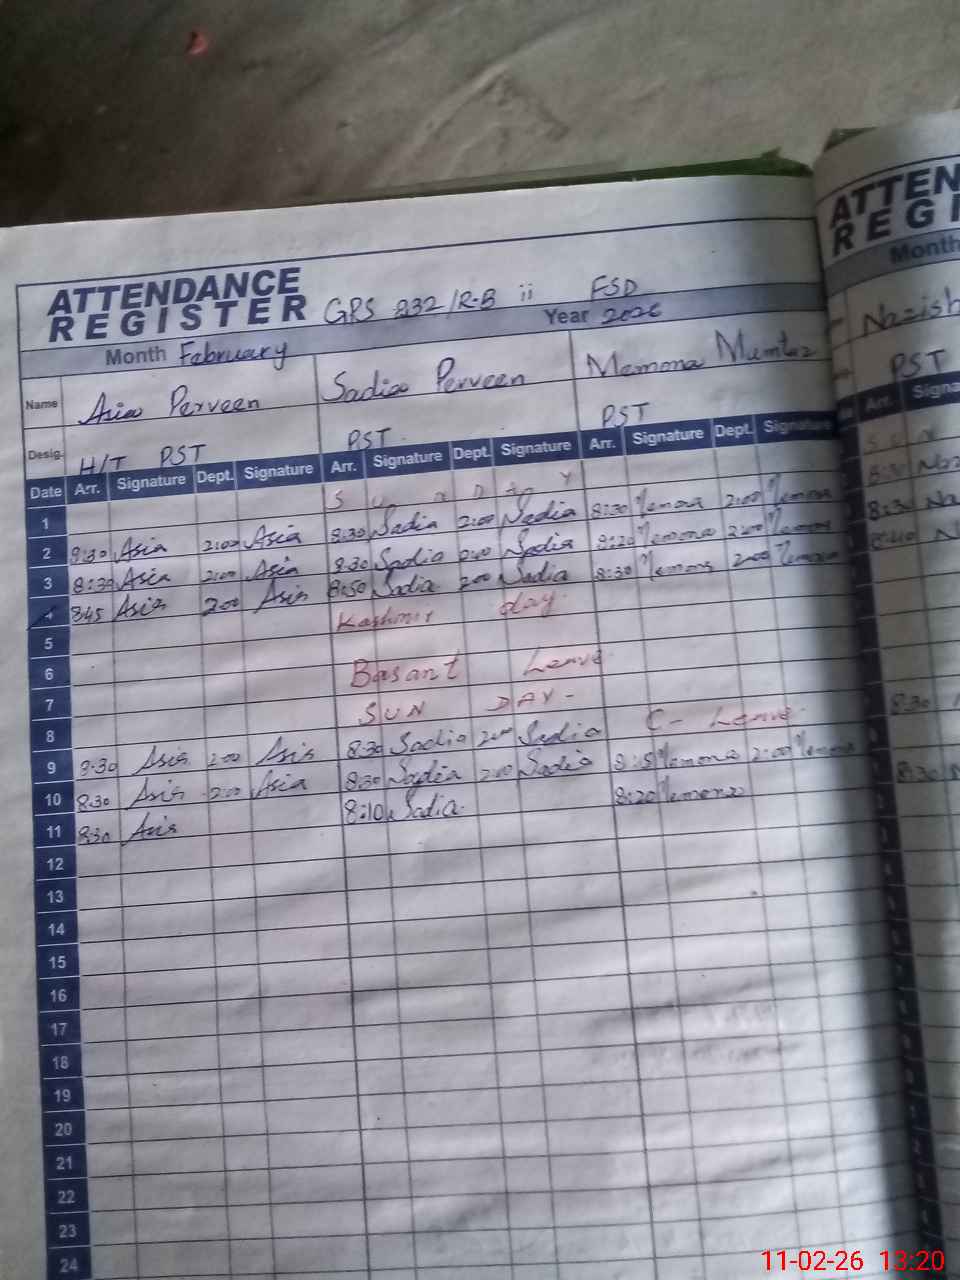 ATTENDANCE REGISTER GPS 232/R-B ii FSD
Month February Year 2026
Name Asia Perveen Sadia Perveen Memona Mumtaz
Desig. H/T PST PST PST
Date Arr. Signature Dept. Signature Arr. Signature Dept. Signature Arr. Signature Dept. Signature
1 SUNDAY
2 8:30 Asia 2:00 Asia 8:30 Sadia 2:00 Sadia 8:30 Memona 2:00 Memona
3 8:30 Asia 2:00 Asia 8:30 Sadia 2:00 Sadia 8:20 Memona 2:00 Memona
4 8:45 Asia 2:00 Asia 8:50 Sadia 2:00 Sadia 8:30 Memona 2:00 Memona
5 Kashmir day
6
7 Basant Leave
8 SUN DAY
9 8:30 Asia 2:00 Asia 8:30 Sadia 2:00 Sadia C- Leave
10 8:30 Asia 2:00 Asia 8:30 Sadia 2:00 Sadia 8:15 Memona 2:00 Memona
11 8:30 Asia 8:10 Sadia 8:20 Memona
12
13
14
15
16
17
18
19
20
21
22
23
24
ATTEN
REGI
Month
Nazish
PST
Arr. Signa
SUN
8:30 Naz
8:30 Na
8:40 N
8:30
8:30
11-02-26 13:20